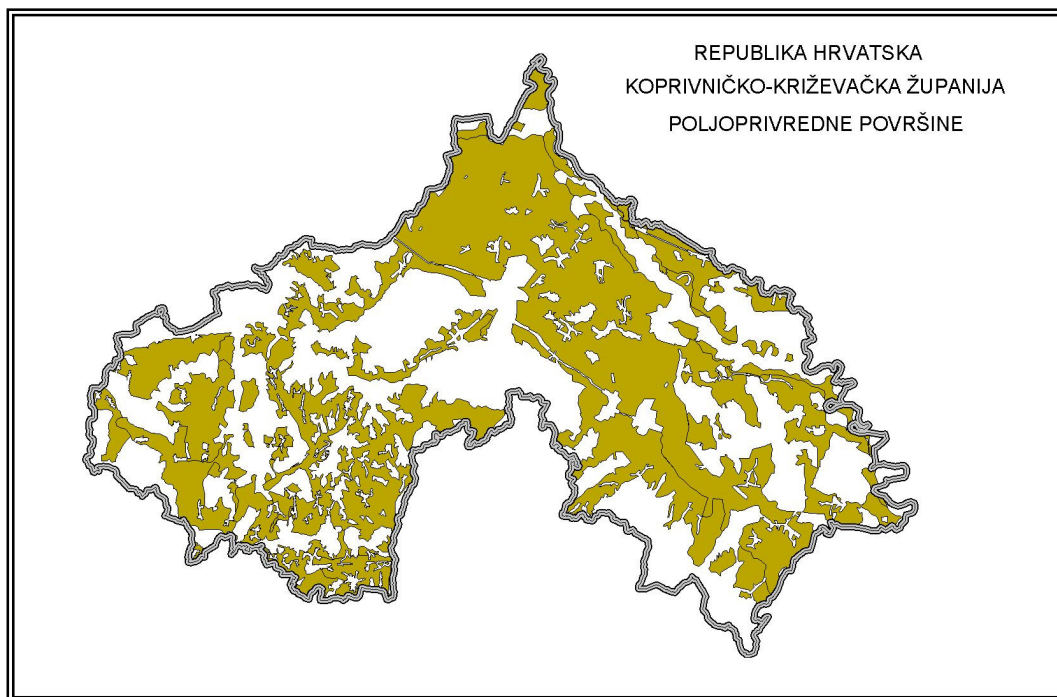 REPUBLIKA HRVATSKA
KOPRIVNIČKO-KRIŽEVAČKA ŽUPANIJA
POLJOPRIVREDNE POVRŠINE